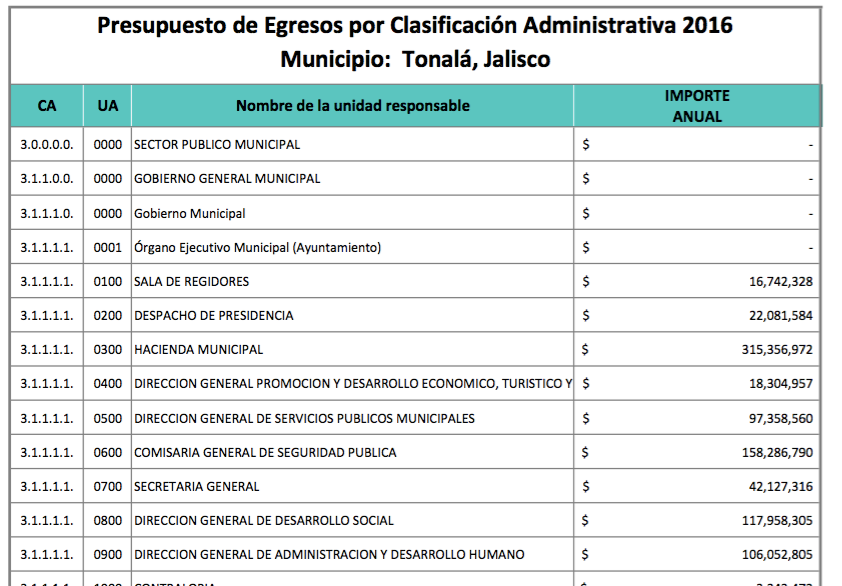 Presupuesto de Egresos por Clasificación Administrativa 2016
Municipio: Tonalá, Jalisco
CA UA Nombre de la unidad responsable IMPORTE ANUAL
3.0.0.0.0. 0000 SECTOR PUBLICO MUNICIPAL $ -
3.1.1.0.0. 0000 GOBIERNO GENERAL MUNICIPAL $ -
3.1.1.1.0. 0000 Gobierno Municipal $ -
3.1.1.1.1. 0001 Órgano Ejecutivo Municipal (Ayuntamiento) $ -
3.1.1.1.1. 0100 SALA DE REGIDORES $ 16,742,328
3.1.1.1.1. 0200 DESPACHO DE PRESIDENCIA $ 22,081,584
3.1.1.1.1. 0300 HACIENDA MUNICIPAL $ 315,356,972
3.1.1.1.1. 0400 DIRECCION GENERAL PROMOCION Y DESARROLLO ECONOMICO, TURISTICO Y $ 18,304,957
3.1.1.1.1. 0500 DIRECCION GENERAL DE SERVICIOS PUBLICOS MUNICIPALES $ 97,358,560
3.1.1.1.1. 0600 COMISARIA GENERAL DE SEGURIDAD PUBLICA $ 158,286,790
3.1.1.1.1. 0700 SECRETARIA GENERAL $ 42,127,316
3.1.1.1.1. 0800 DIRECCION GENERAL DE DESARROLLO SOCIAL $ 117,958,305
3.1.1.1.1. 0900 DIRECCION GENERAL DE ADMINISTRACION Y DESARROLLO HUMANO $ 106,052,805
3.1.1.1.1. 1000 CONTRALORIA $